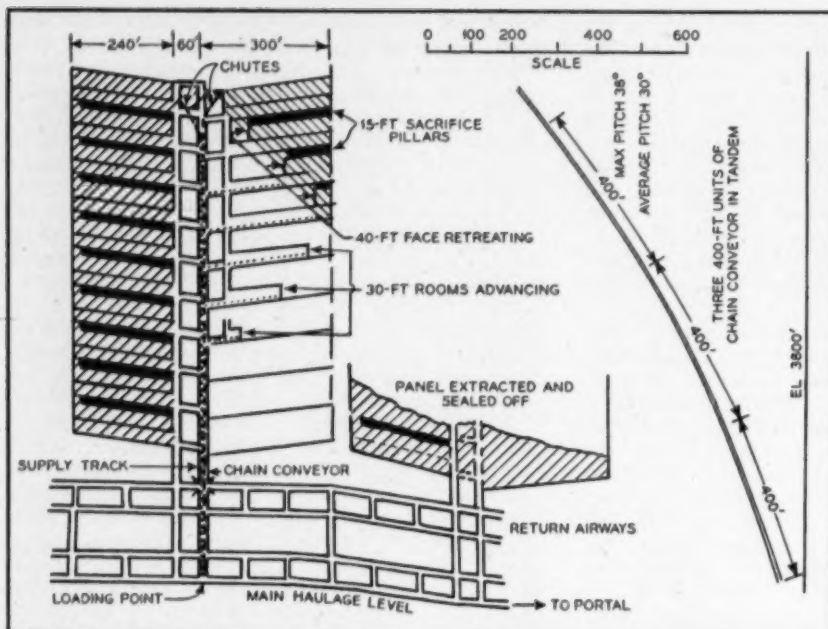 240' 60' 300'
CHUTES
0 100 200 400 600
SCALE
15-FT SACRIFICE
PILLARS
40-FT FACE RETREATING
30-FT ROOMS ADVANCING
MAX PITCH 38°
AVERAGE PITCH 30°
400'
THREE 400-FT UNITS OF
CHAIN CONVEYOR IN TANDEM
400'
400'
EL 3800'
PANEL EXTRACTED AND
SEALED OFF
SUPPLY TRACK
CHAIN CONVEYOR
RETURN AIRWAYS
LOADING POINT
MAIN HAULAGE LEVEL
TO PORTAL